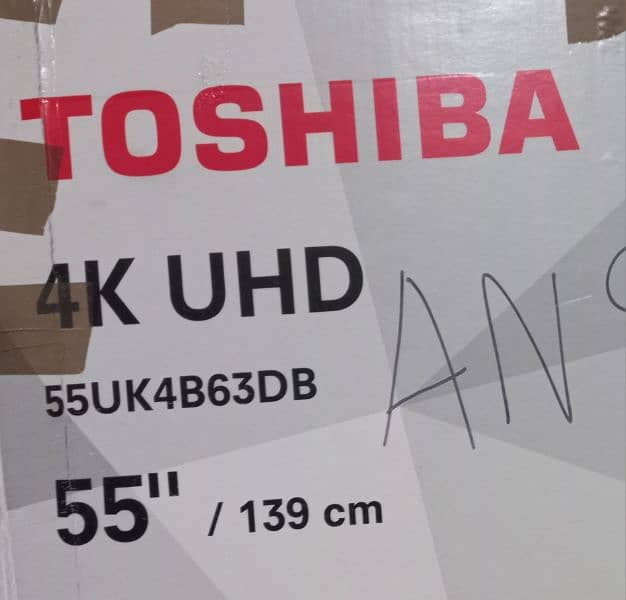 TOSHIBA
4K UHD
AN
55UK4B63DB
55" / 139 cm